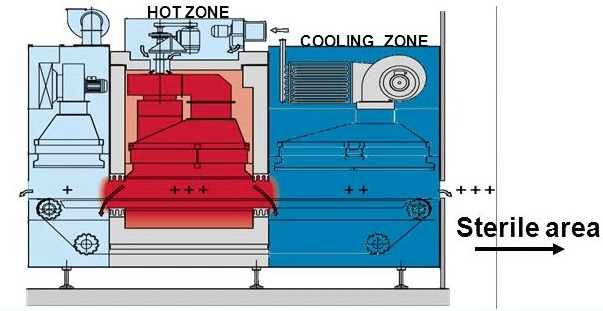 HOT ZONE
COOLING ZONE
+
+++
++
+++
Sterile area